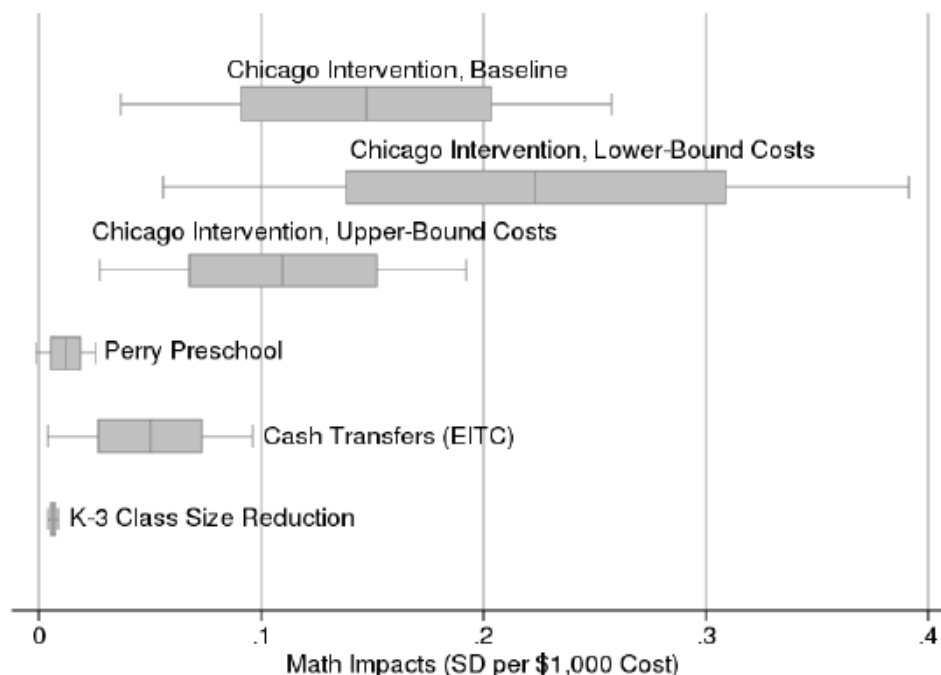 Chicago Intervention, Baseline
Chicago Intervention, Lower-Bound Costs
Chicago Intervention, Upper-Bound Costs
Perry Preschool
Cash Transfers (EITC)
K-3 Class Size Reduction
0 .1 .2 .3 .4
Math Impacts (SD per $1,000 Cost)